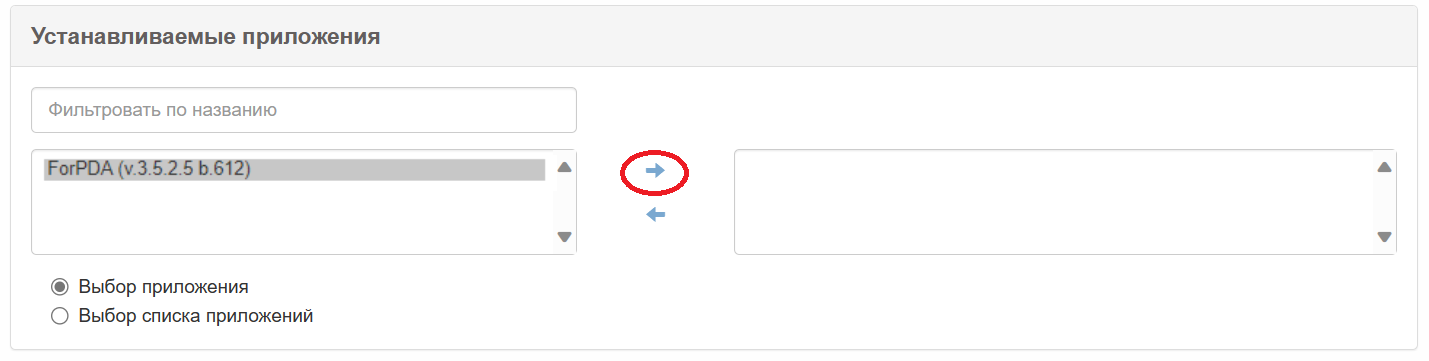 Устанавливаемые приложения
Фильтровать по названию
ForPDA (v.3.5.2.5 b.612)
Выбор приложения
Выбор списка приложений